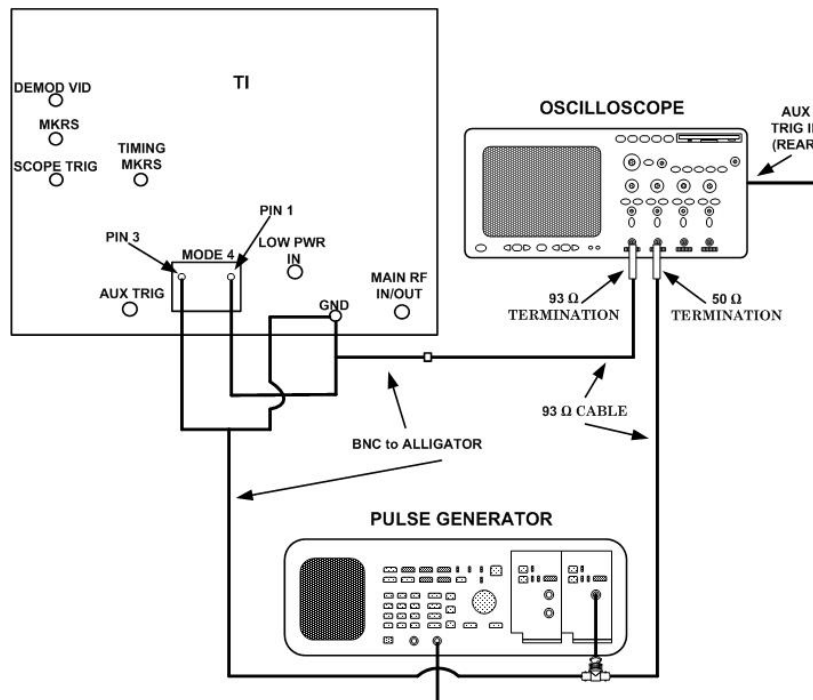 TI
DEMOD VID
MKRS
SCOPE TRIG
TIMING
MKRS
PIN 1
PIN 3
MODE 4
LOW PWR
IN
AUX TRIG
GND
MAIN RF
IN/OUT
OSCILLOSCOPE
AUX
TRIG
(REAR
93 Ω
TERMINATION
50 Ω
TERMINATION
93 Ω CABLE
BNC to ALLIGATOR
PULSE GENERATOR